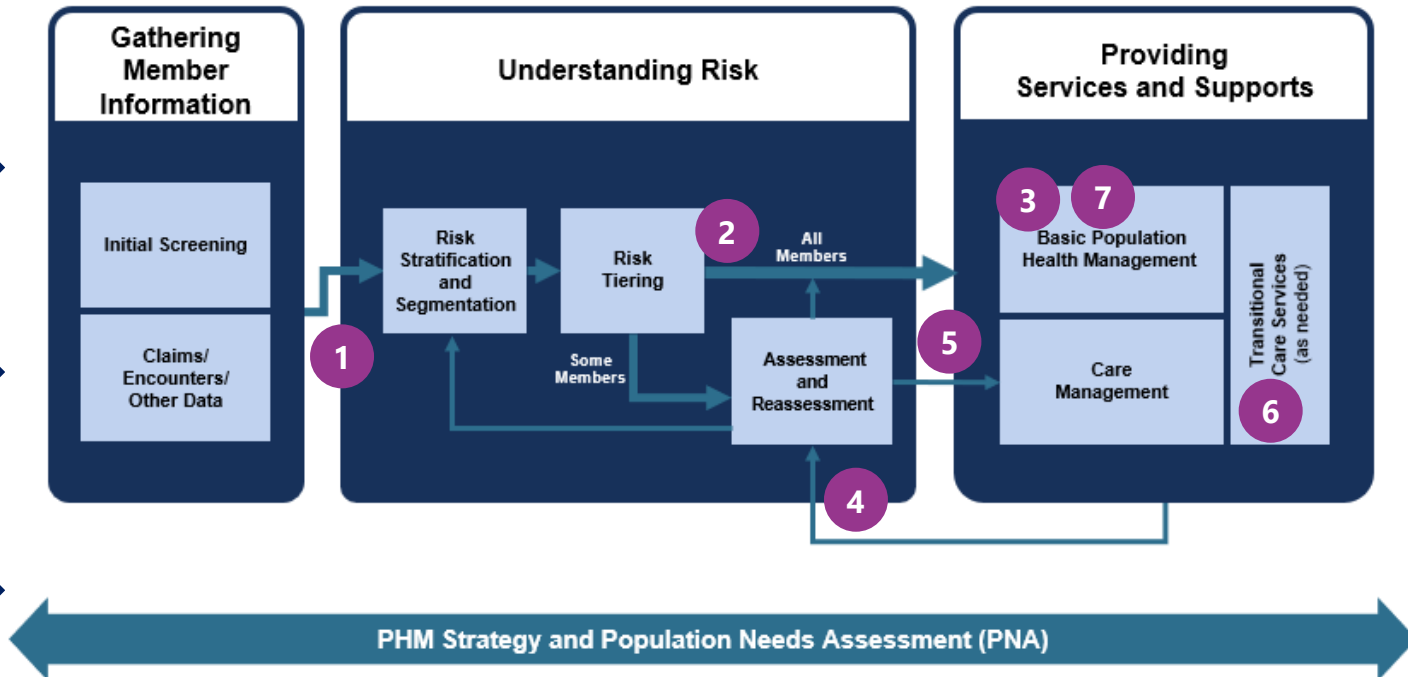 Gathering
Member
Information
Understanding Risk
Providing
Services and Supports
Initial Screening
Claims/
Encounters/
Other Data
1
Risk
Stratification
and
Segmentation
Risk
Tiering
2
All
Members
Some
Members
Assessment
and
Reassessment
5
4
3
7
Basic Population
Health Management
Care
Management
Transitional
Care Services
(as needed)
6
PHM Strategy and Population Needs Assessment (PNA)